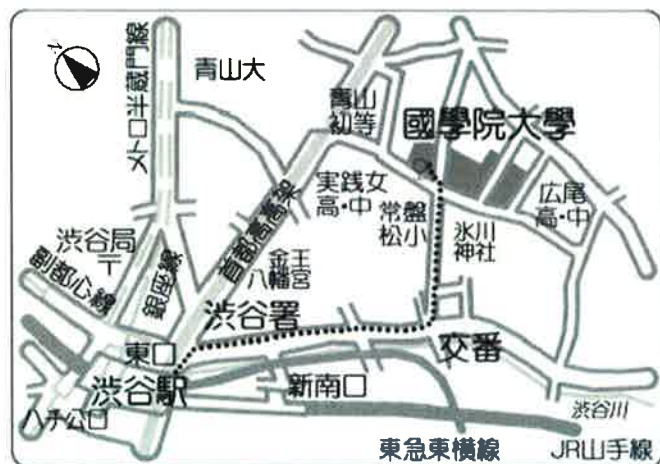 Z
メトロ半蔵門線
青山大
青山
初等
國學院大學
実践女
高・中
常盤
松小
氷川
神社
広尾
高・中
首都高高架
渋谷局
〒
副都心線
銀座線
金王
八幡宮
渋谷署
東口
渋谷駅
新南口
交番
ハチ公口
渋谷川
東急東横線
JR山手線